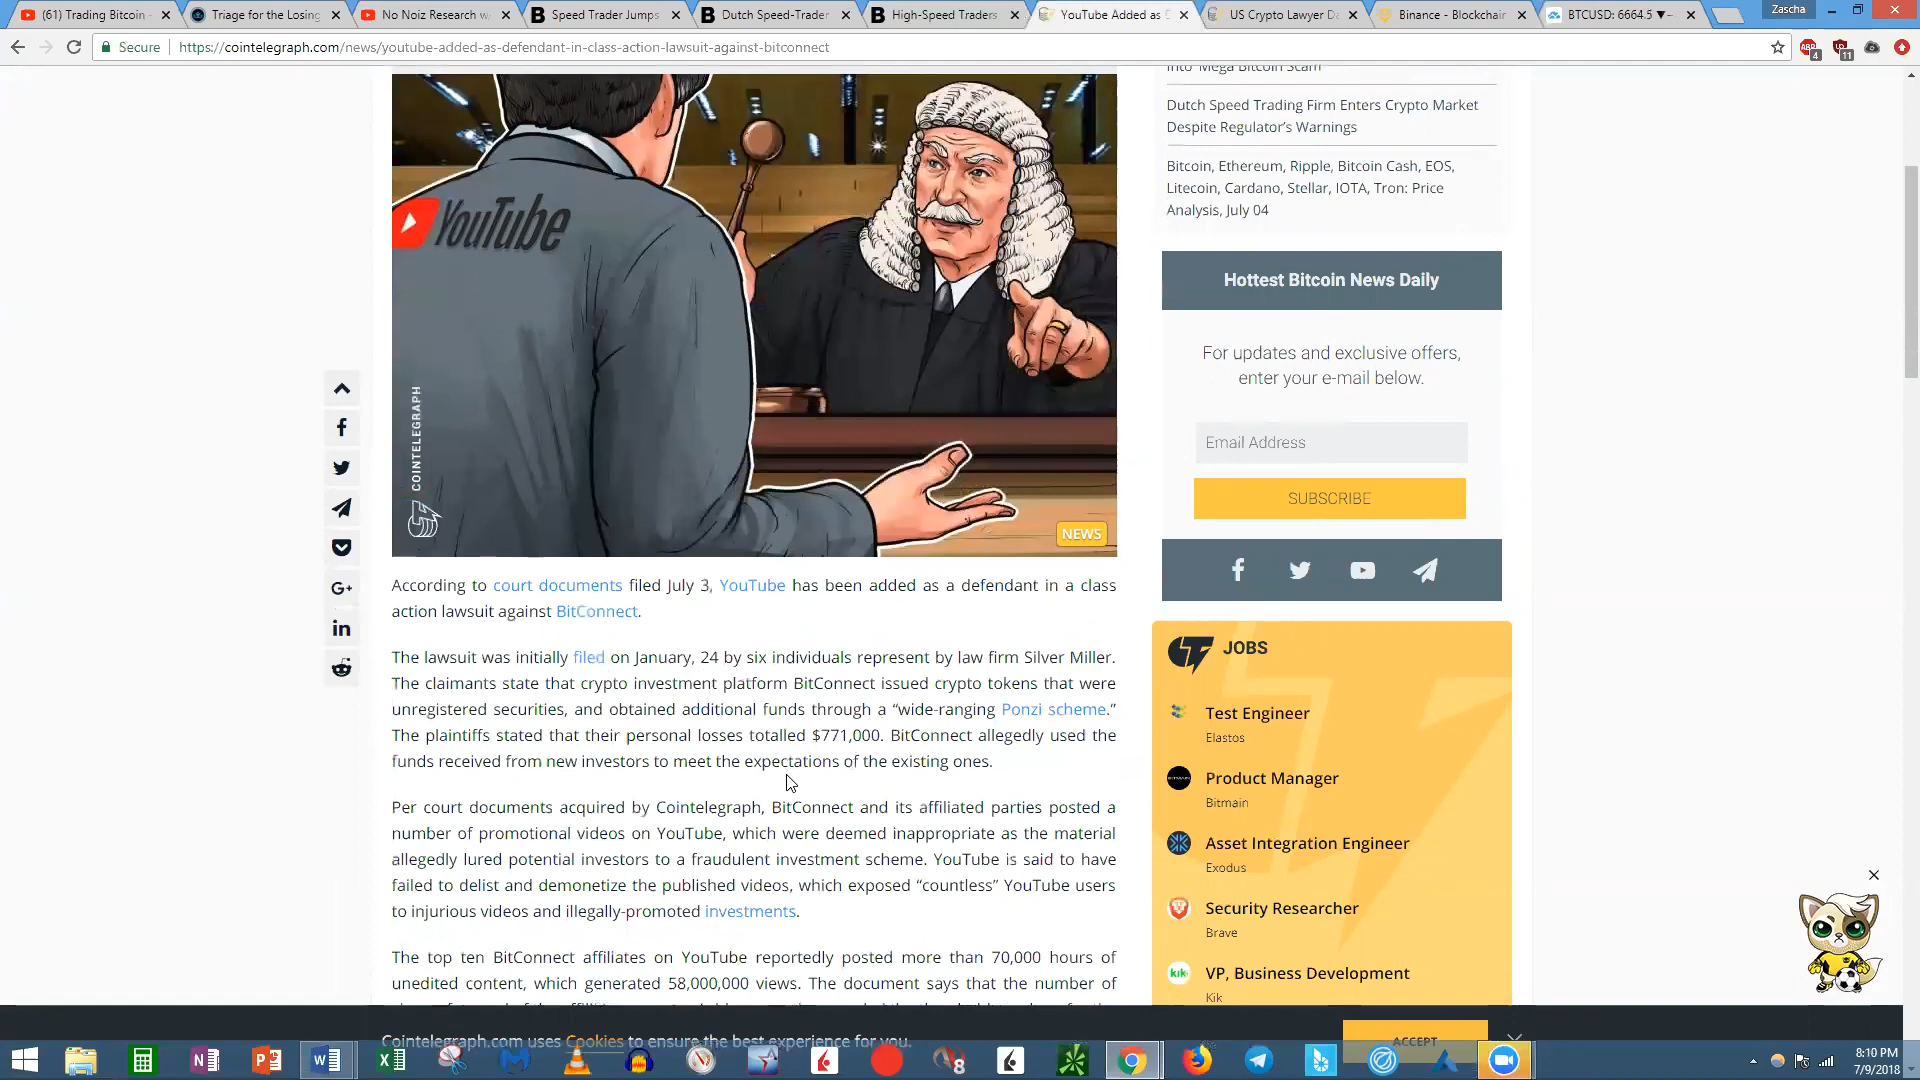 (61) Trading Bitcoin -
Triage for the Losing
No Noiz Research w
Speed Trader Jumps
Dutch Speed-Trader
High-Speed Traders
YouTube Added as
US Crypto Lawyer D
Binance - Blockchain
BTCUSD: 6664.5 ▼
Zascha
Secure
https://cointelegraph.com/news/youtube-added-as-defendant-in-class-action-lawsuit-against-bitconnect
4
11
into 'Mega Bitcoin Scam'
Dutch Speed Trading Firm Enters Crypto Market
Despite Regulator's Warnings
Bitcoin, Ethereum, Ripple, Bitcoin Cash, EOS,
Litecoin, Cardano, Stellar, IOTA, Tron: Price
Analysis, July 04
YouTube
COINTELEGRAPH
NEWS
Hottest Bitcoin News Daily
For updates and exclusive offers,
enter your e-mail below.
Email Address
SUBSCRIBE
According to court documents filed July 3, YouTube has been added as a defendant in a class
action lawsuit against BitConnect.
The lawsuit was initially filed on January, 24 by six individuals represent by law firm Silver Miller.
The claimants state that crypto investment platform BitConnect issued crypto tokens that were
unregistered securities, and obtained additional funds through a “wide-ranging Ponzi scheme.”
The plaintiffs stated that their personal losses totalled $771,000. BitConnect allegedly used the
funds received from new investors to meet the expectations of the existing ones.
Per court documents acquired by Cointelegraph, BitConnect and its affiliated parties posted a
number of promotional videos on YouTube, which were deemed inappropriate as the material
allegedly lured potential investors to a fraudulent investment scheme. YouTube is said to have
failed to delist and demonetize the published videos, which exposed “countless” YouTube users
to injurious videos and illegally-promoted investments.
The top ten BitConnect affiliates on YouTube reportedly posted more than 70,000 hours of
unedited content, which generated 58,000,000 views. The document says that the number of
JOBS
Test Engineer
Elastos
Product Manager
Bitmain
Asset Integration Engineer
Exodus
Security Researcher
Brave
VP, Business Development
Kik
Cointelegraph.com uses Cookies to ensure the best experience for you.
ACCEPT
8:10 PM
7/9/2018